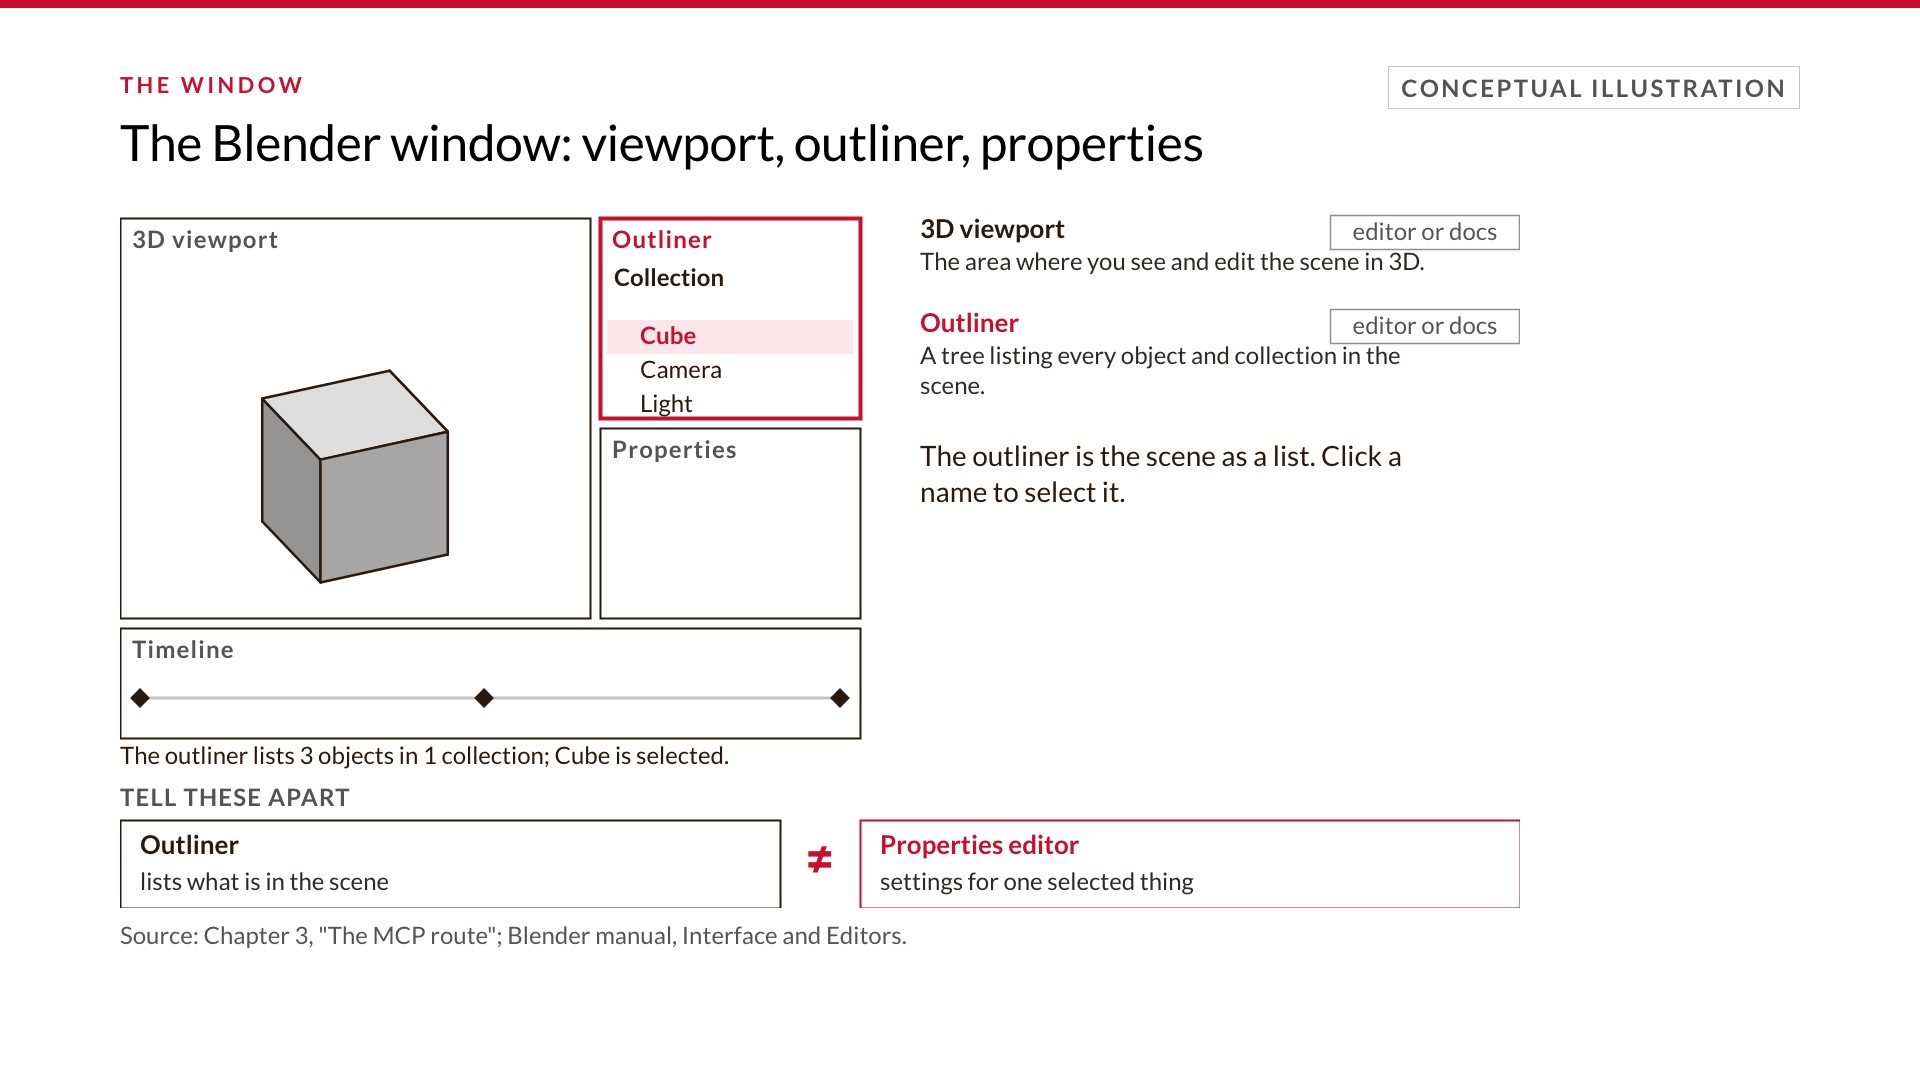 THE WINDOW
CONCEPTUAL ILLUSTRATION
The Blender window: viewport, outliner, properties
3D viewport
Outliner
Collection
Cube
Camera
Light
Properties
Timeline
3D viewport
editor or docs
The area where you see and edit the scene in 3D.
Outliner
editor or docs
A tree listing every object and collection in the
scene.
The outliner is the scene as a list. Click a
name to select it.
The outliner lists 3 objects in 1 collection; Cube is selected.
TELL THESE APART
Outliner
lists what is in the scene
≠
Properties editor
settings for one selected thing
Source: Chapter 3, "The MCP route"; Blender manual, Interface and Editors.